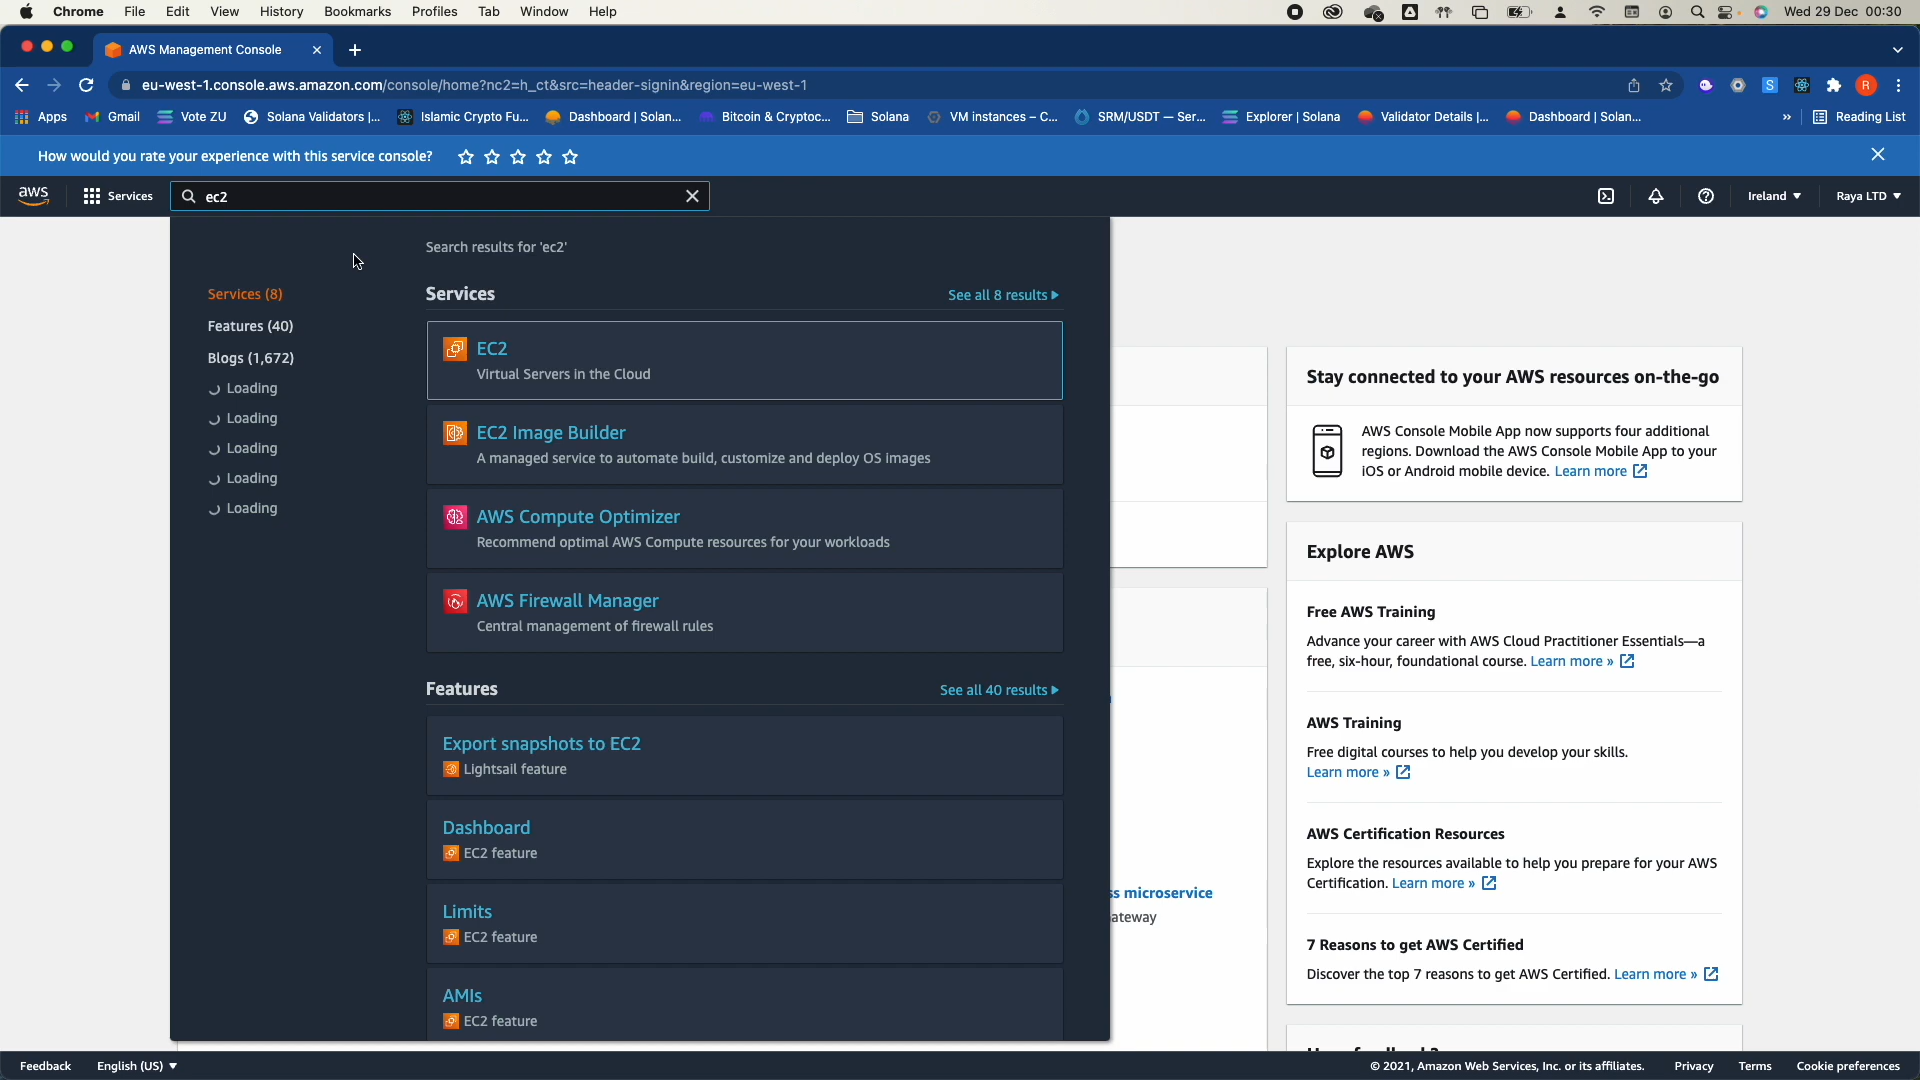 Chrome File Edit View History Bookmarks Profiles Tab Window Help Wed 29 Dec 00:30
AWS Management Console
eu-west-1.console.aws.amazon.com/console/home?nc2=h_ct&src=header-signin&region=eu-west-1
Apps Gmail Vote ZU Solana Validators |... Islamic Crypto Fu... Dashboard | Solan... Bitcoin & Cryptoc... Solana VM instances – C... SRM/USDT — Ser... Explorer | Solana Validator Details |... Dashboard | Solan... » Reading List
How would you rate your experience with this service console?
aws Services ec2 Ireland Raya LTD
Search results for 'ec2'
Services (8)
Features (40)
Blogs (1,672)
Loading
Loading
Loading
Loading
Loading
Services See all 8 results
EC2
Virtual Servers in the Cloud
EC2 Image Builder
A managed service to automate build, customize and deploy OS images
AWS Compute Optimizer
Recommend optimal AWS Compute resources for your workloads
AWS Firewall Manager
Central management of firewall rules
Features See all 40 results
Export snapshots to EC2
Lightsail feature
Dashboard
EC2 feature
Limits
EC2 feature
AMIs
EC2 feature
ss microservice
ateway
Stay connected to your AWS resources on-the-go
AWS Console Mobile App now supports four additional
regions. Download the AWS Console Mobile App to your
iOS or Android mobile device. Learn more
Explore AWS
Free AWS Training
Advance your career with AWS Cloud Practitioner Essentials—a
free, six-hour, foundational course. Learn more »
AWS Training
Free digital courses to help you develop your skills.
Learn more »
AWS Certification Resources
Explore the resources available to help you prepare for your AWS
Certification. Learn more »
7 Reasons to get AWS Certified
Discover the top 7 reasons to get AWS Certified. Learn more »
Feedback English (US) © 2021, Amazon Web Services, Inc. or its affiliates. Privacy Terms Cookie preferences